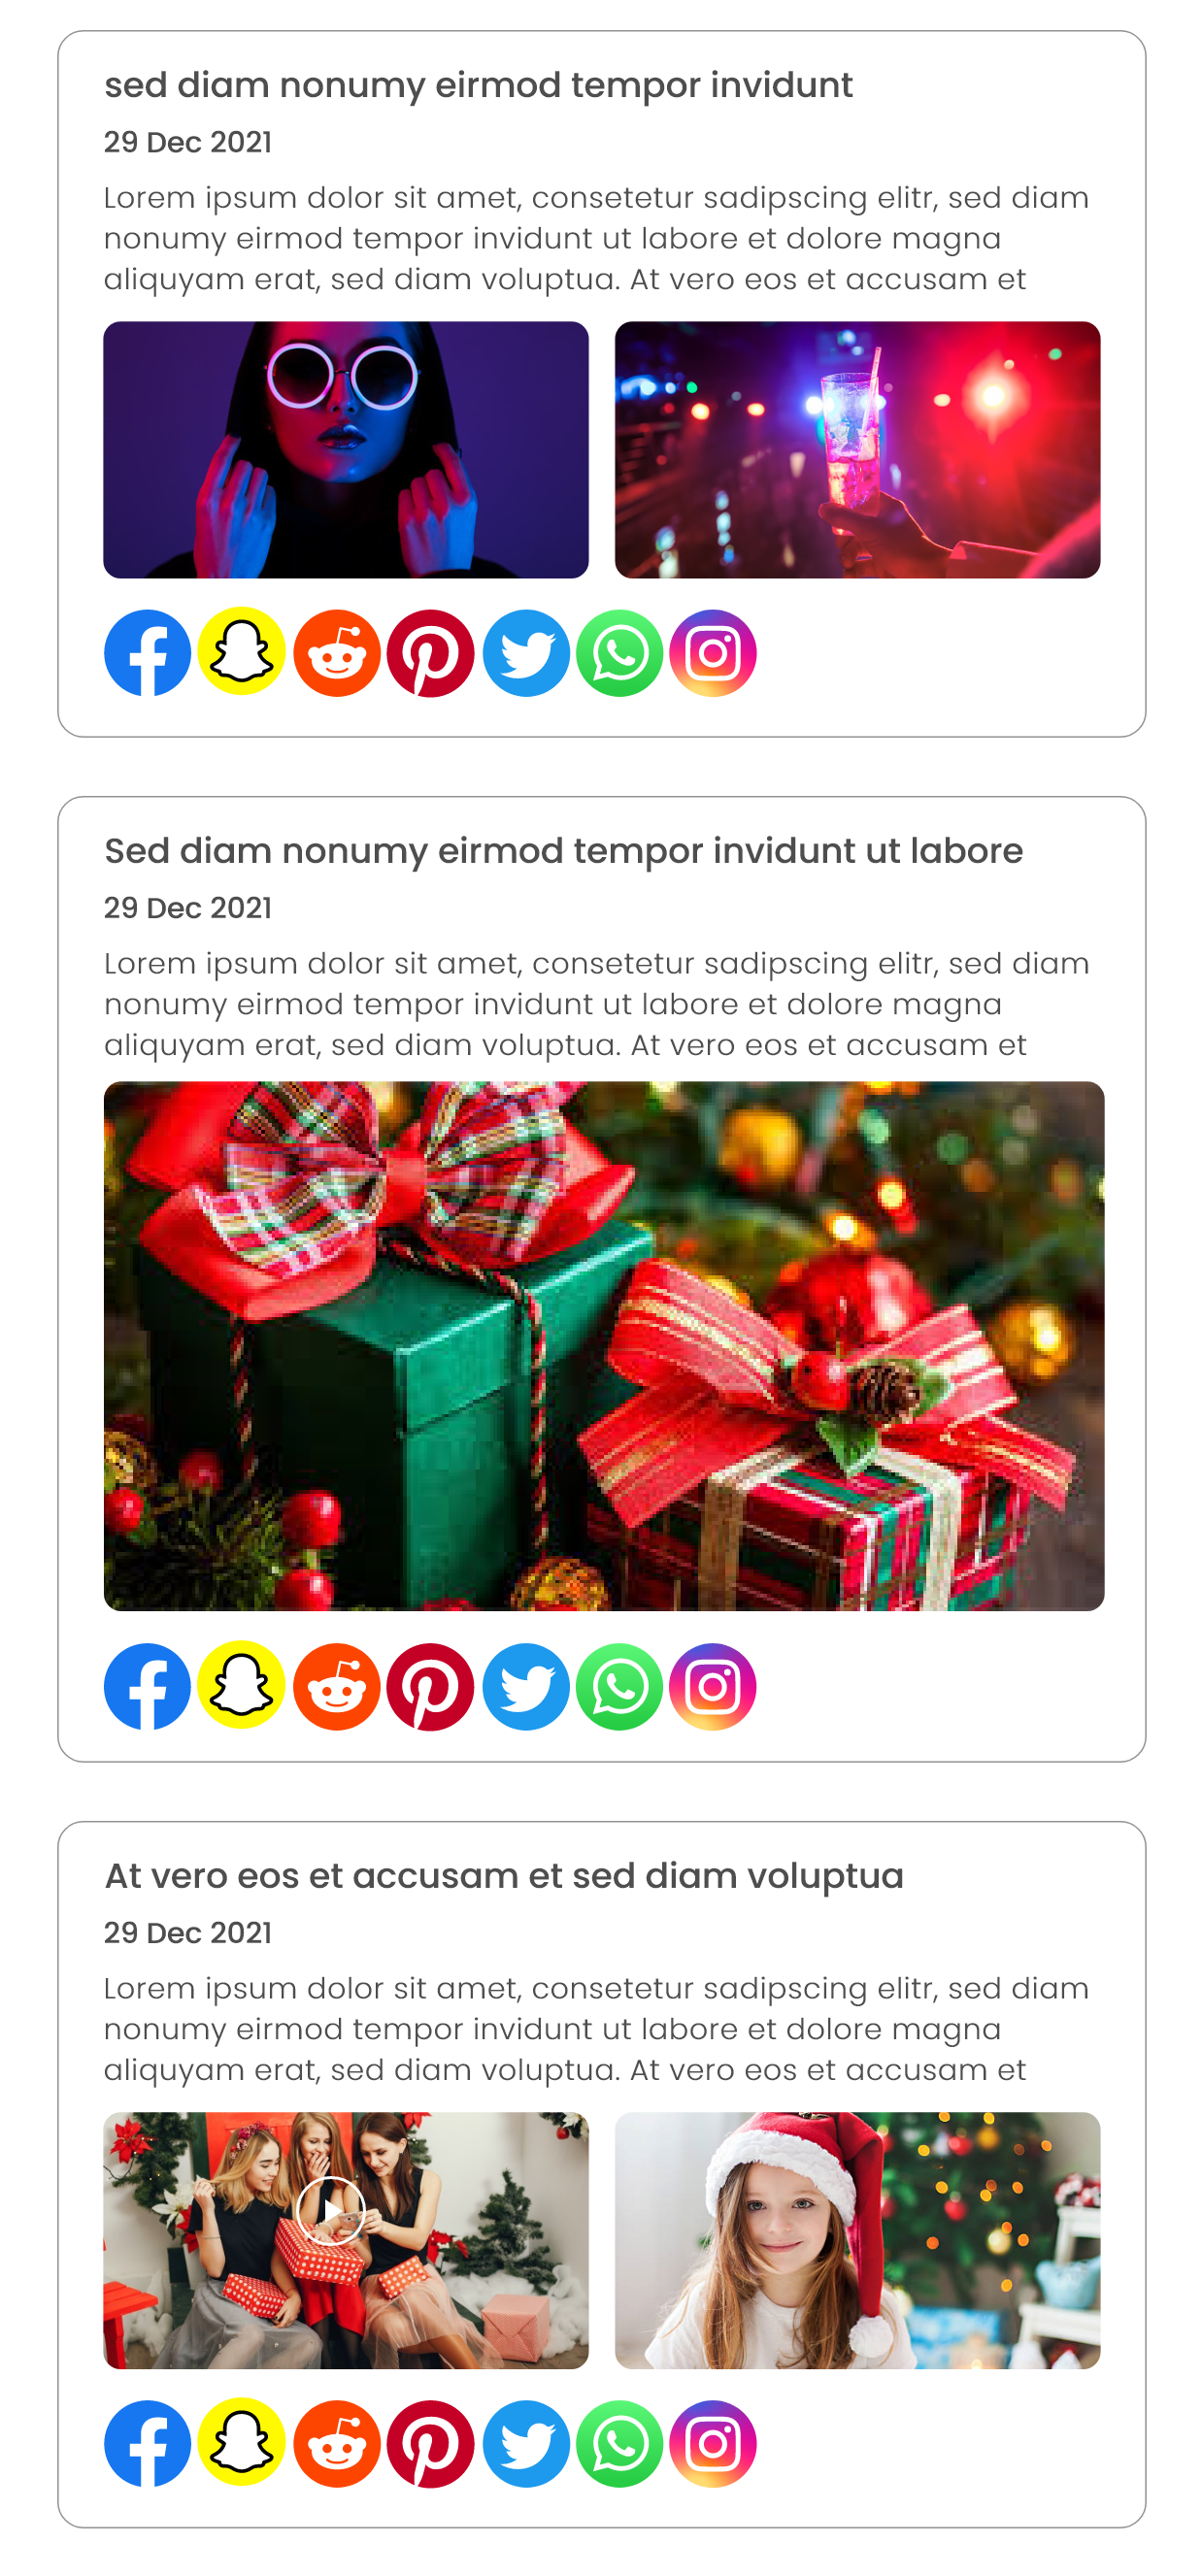 sed diam nonumy eirmod tempor invidunt
29 Dec 2021
Lorem ipsum dolor sit amet, consetetur sadipscing elitr, sed diam
nonumy eirmod tempor invidunt ut labore et dolore magna
aliquyam erat, sed diam voluptua. At vero eos et accusam et
Sed diam nonumy eirmod tempor invidunt ut labore
29 Dec 2021
Lorem ipsum dolor sit amet, consetetur sadipscing elitr, sed diam
nonumy eirmod tempor invidunt ut labore et dolore magna
aliquyam erat, sed diam voluptua. At vero eos et accusam et
At vero eos et accusam et sed diam voluptua
29 Dec 2021
Lorem ipsum dolor sit amet, consetetur sadipscing elitr, sed diam
nonumy eirmod tempor invidunt ut labore et dolore magna
aliquyam erat, sed diam voluptua. At vero eos et accusam et